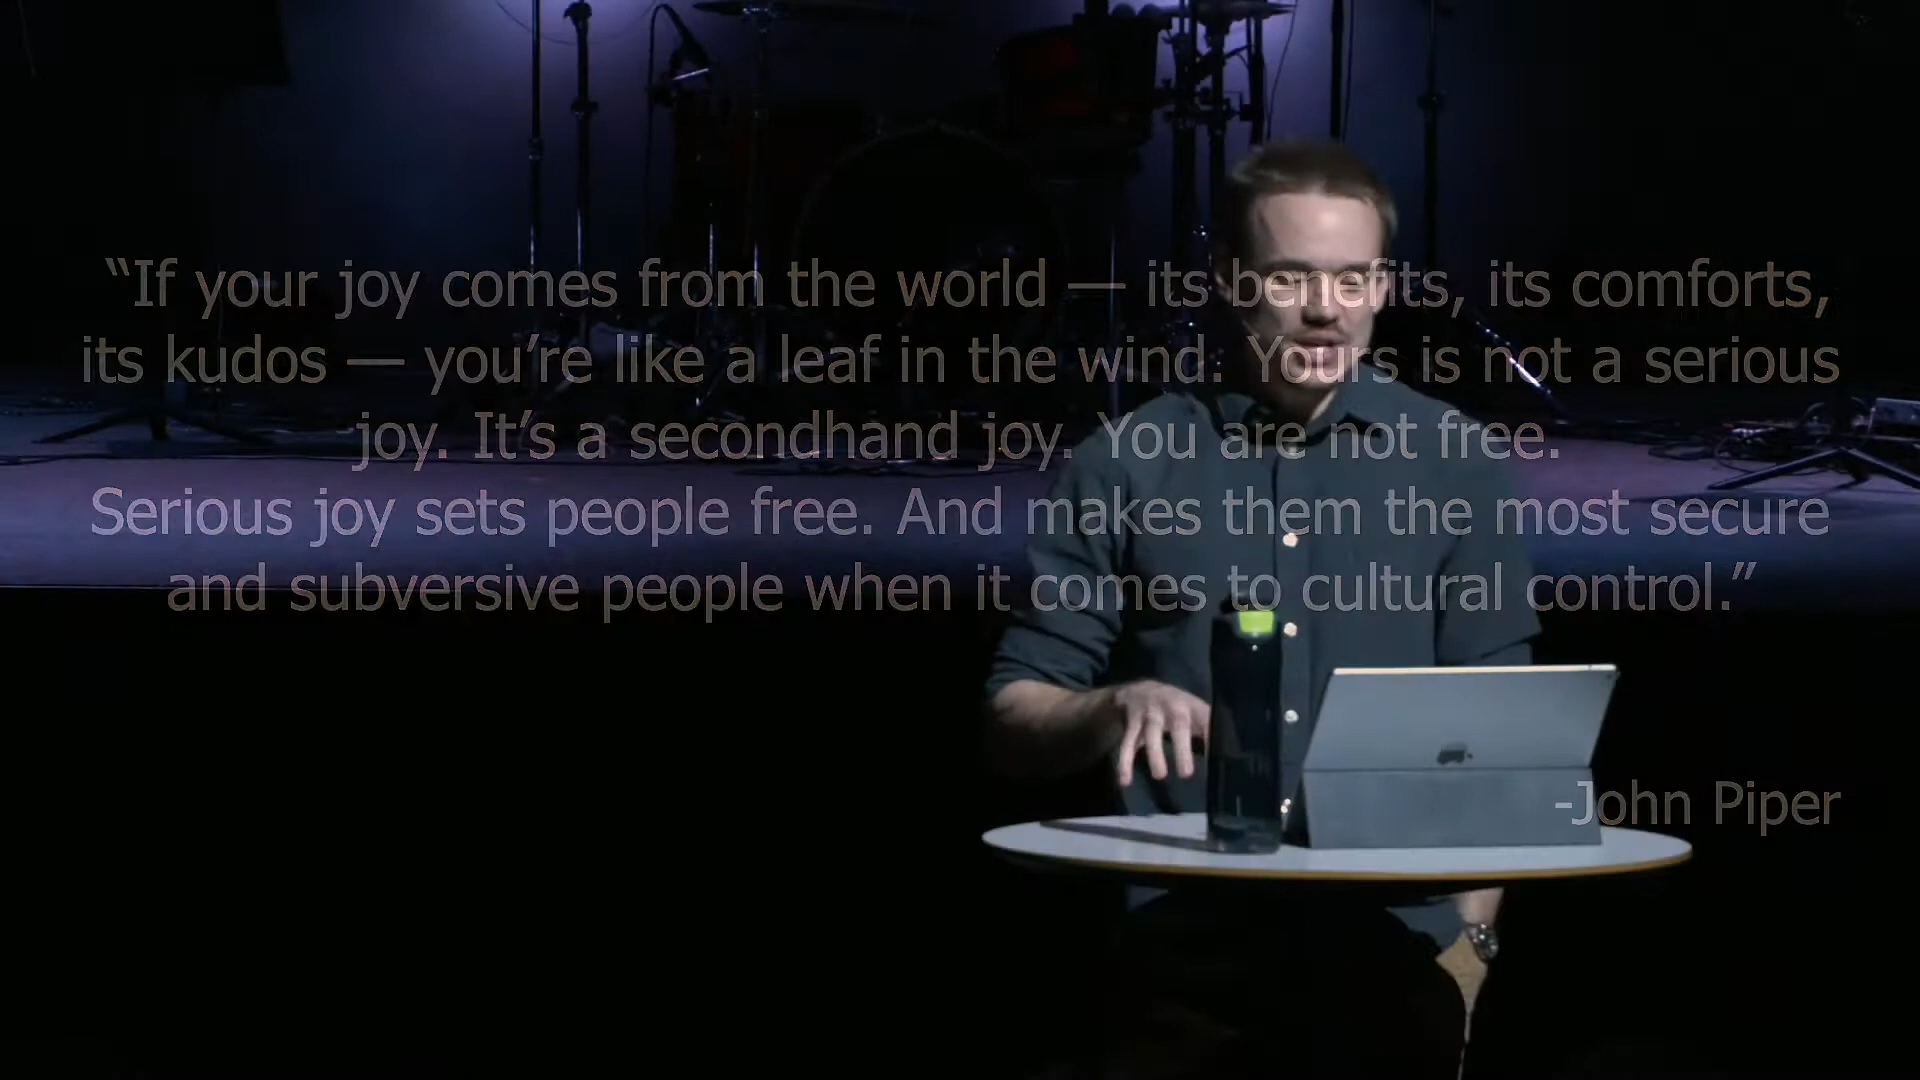 “If your joy comes from the world — its benefits, its comforts,
its kudos — you’re like a leaf in the wind. Yours is not a serious
joy. It’s a secondhand joy. You are not free.
Serious joy sets people free. And makes them the most secure
and subversive people when it comes to cultural control.”
-John Piper